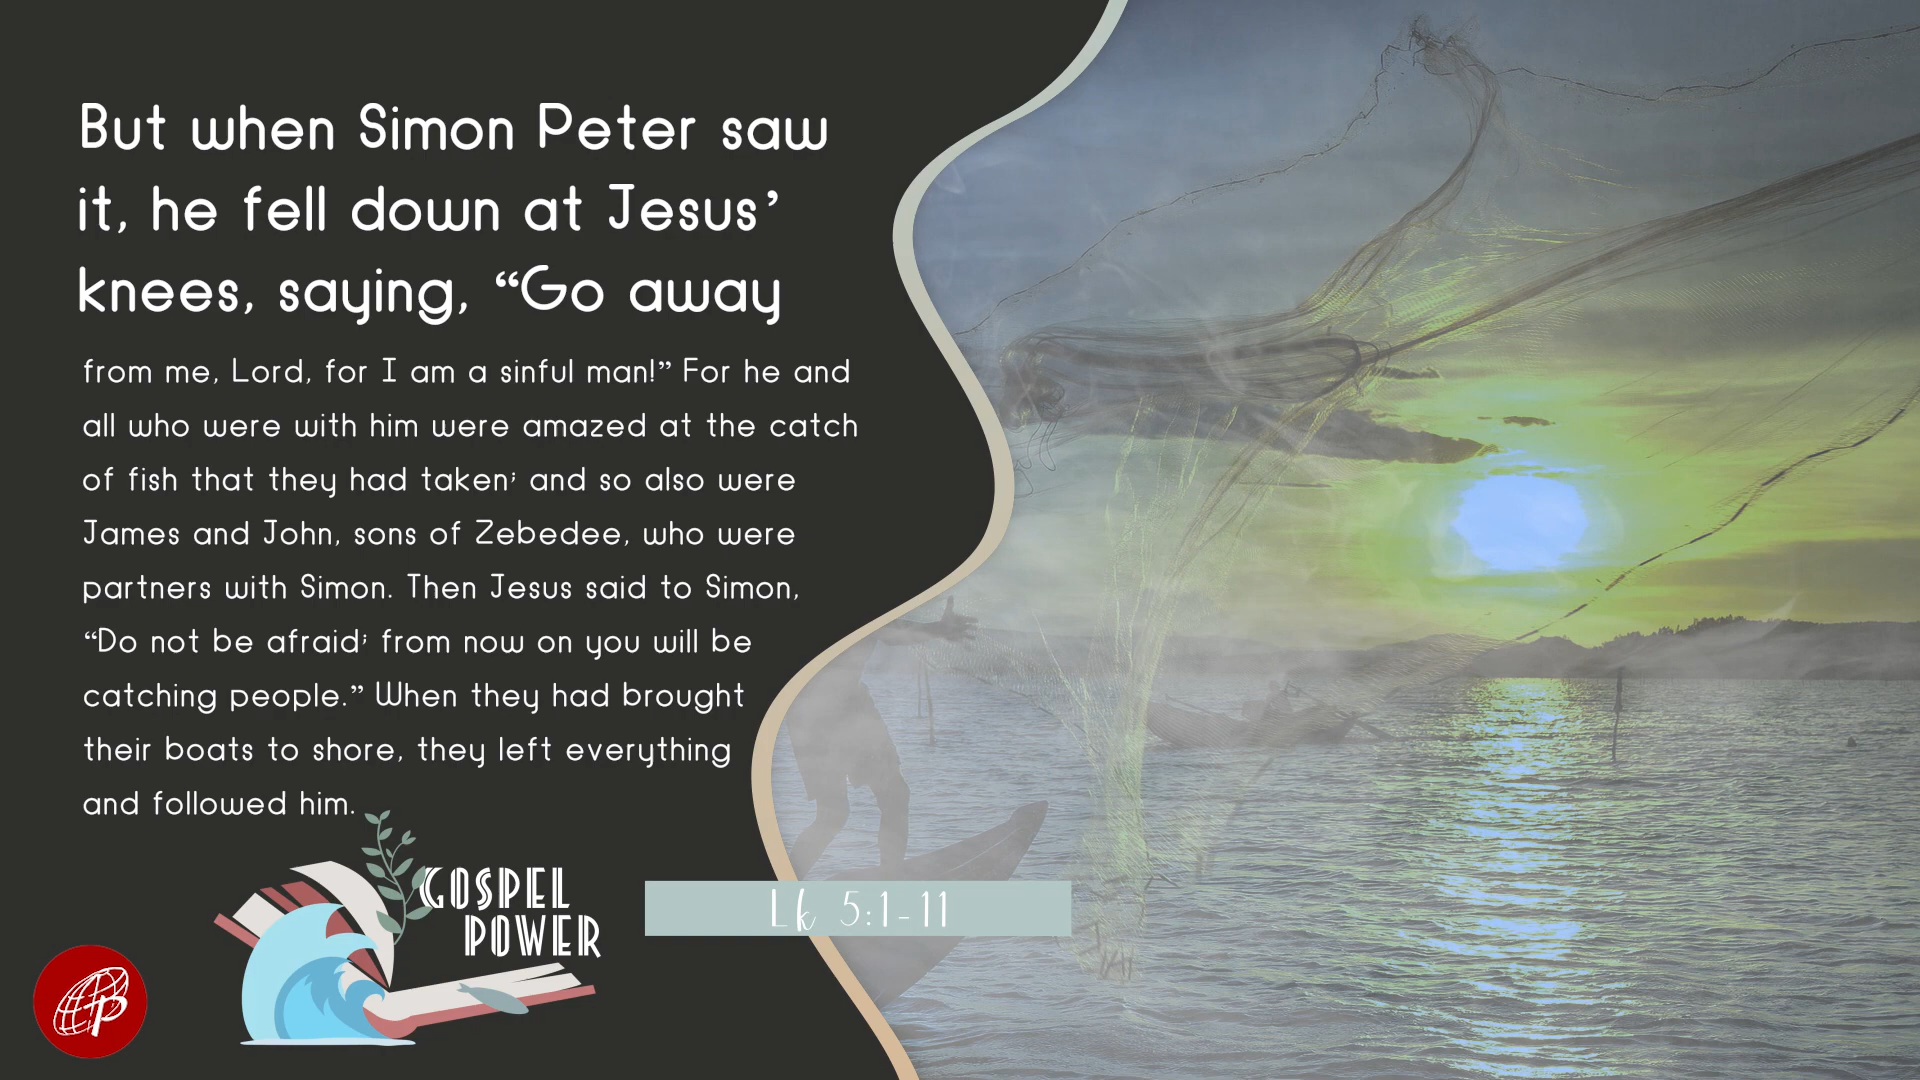 But when Simon Peter saw
it, he fell down at Jesus’
knees, saying, “Go away
from me, Lord, for I am a sinful man!” For he and
all who were with him were amazed at the catch
of fish that they had taken; and so also were
James and John, sons of Zebedee, who were
partners with Simon. Then Jesus said to Simon,
“Do not be afraid; from now on you will be
catching people.” When they had brought
their boats to shore, they left everything
and followed him.
GOSPEL
POWER
Lk 5:1-11